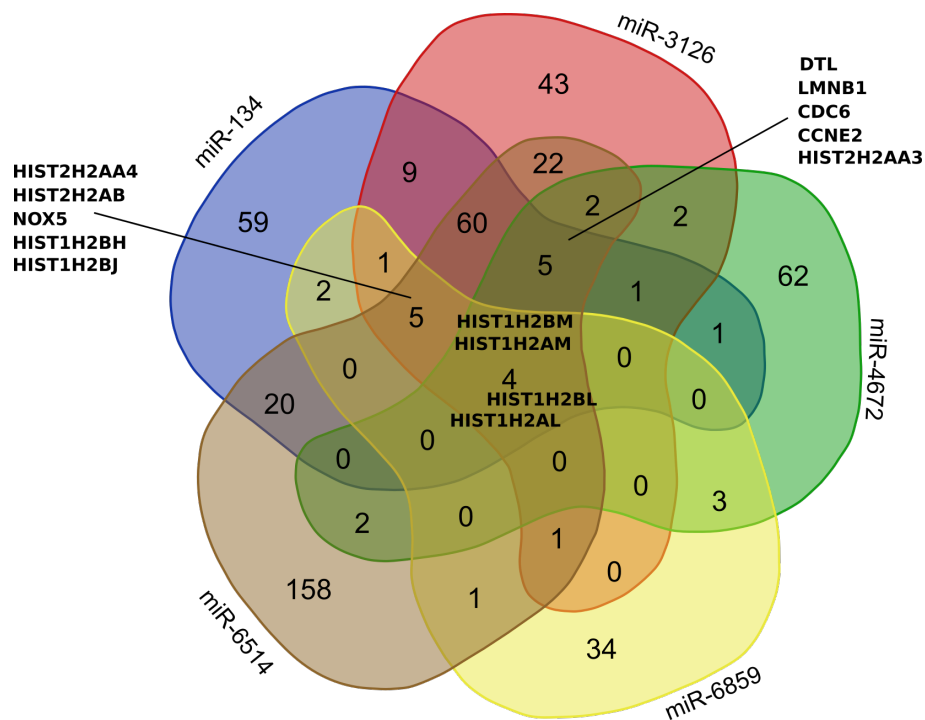 miR-3126
43
DTL
LMNB1
CDC6
CCNE2
HIST2H2AA3
miR-134
HIST2H2AA4
HIST2H2AB
NOX5
HIST1H2BH
HIST1H2BJ
9
22
59
60
2
2
1
5
62
2
1
5
1
miR-4672
HIST1H2BM
HIST1H2AM
0
0
4
HIST1H2BL
HIST1H2AL
0
20
0
0
0
0
3
2
0
1
0
158
1
34
miR-6514
miR-6859